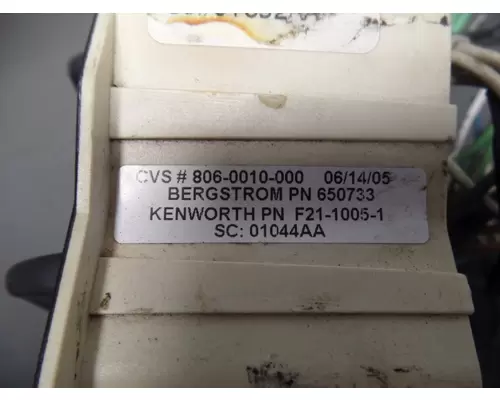 CVS # 806-0010-000 06/14/05
BERGSTROM PN 650733
KENWORTH PN F21-1005-1
SC: 01044AA